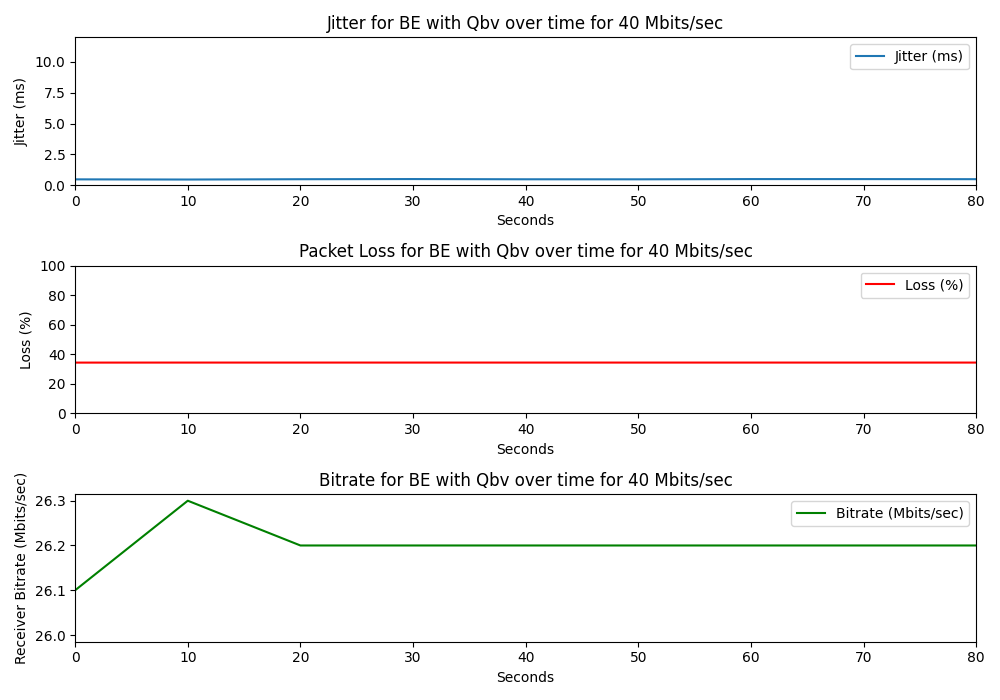 Jitter for BE with Qbv over time for 40 Mbits/sec
10.0
7.5
5.0
2.5
0.0
Jitter (ms)
Jitter (ms)
0 10 20 30 40 50 60 70 80
Seconds
Packet Loss for BE with Qbv over time for 40 Mbits/sec
100
80
60
40
20
0
Loss (%)
Loss (%)
0 10 20 30 40 50 60 70 80
Seconds
Bitrate for BE with Qbv over time for 40 Mbits/sec
26.3
26.2
26.1
26.0
Receiver Bitrate (Mbits/sec)
Bitrate (Mbits/sec)
0 10 20 30 40 50 60 70 80
Seconds